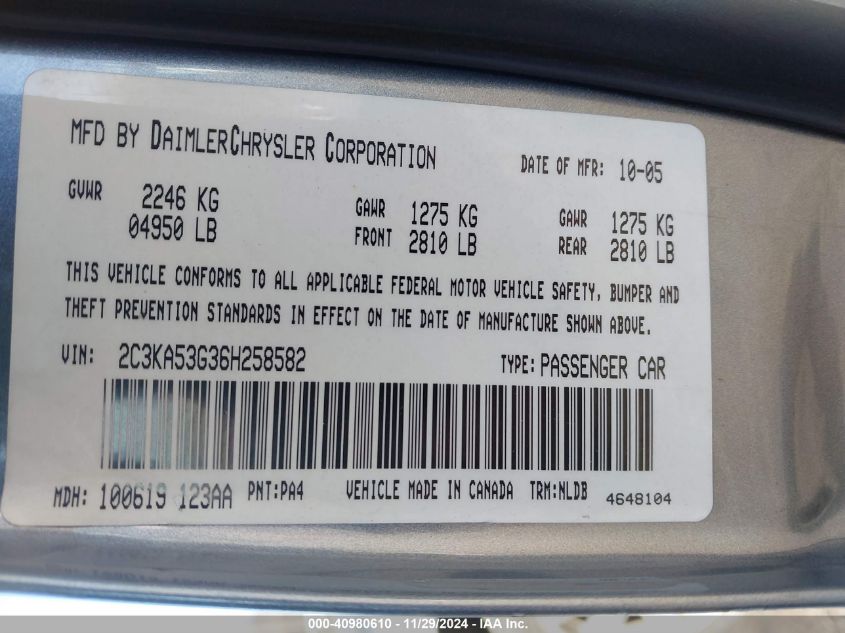 MFD BY DAIMLERCHRYSLER CORPORATION DATE OF MFR: 10-05
GVWR 2246 KG GAWR 1275 KG GAWR 1275 KG
04950 LB FRONT 2810 LB REAR 2810 LB
THIS VEHICLE CONFORMS TO ALL APPLICABLE FEDERAL MOTOR VEHICLE SAFETY, BUMPER AND
THEFT PREVENTION STANDARDS IN EFFECT ON THE DATE OF MANUFACTURE SHOWN ABOVE.
VIN: 2C3KA53G36H258582 TYPE: PASSENGER CAR
MDH: 100619 123AA PNT:PA4 VEHICLE MADE IN CANADA TRM:NLDB 4648104
000-40980610 - 11/29/2024 - IAA Inc.